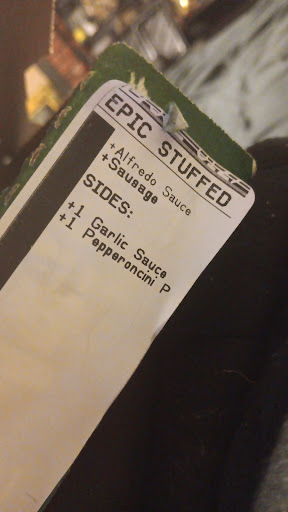 EPIC STUFFED
+Alfredo Sauce
+Sausage
SIDES:
+1 Garlic Sauce
+1 Pepperoncini P